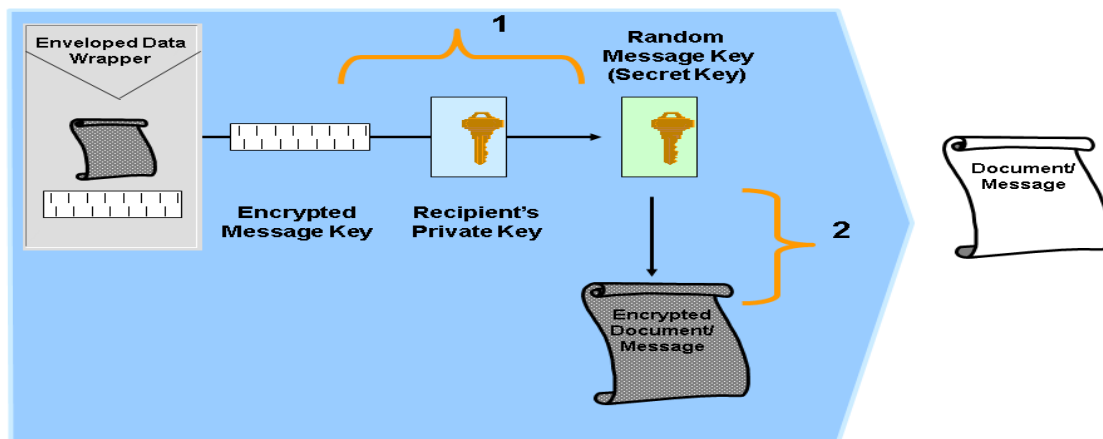 Enveloped Data
Wrapper
1
Random
Message Key
(Secret Key)
Encrypted
Message Key
Recipient's
Private Key
2
Encrypted
Document/
Message
Document/
Message